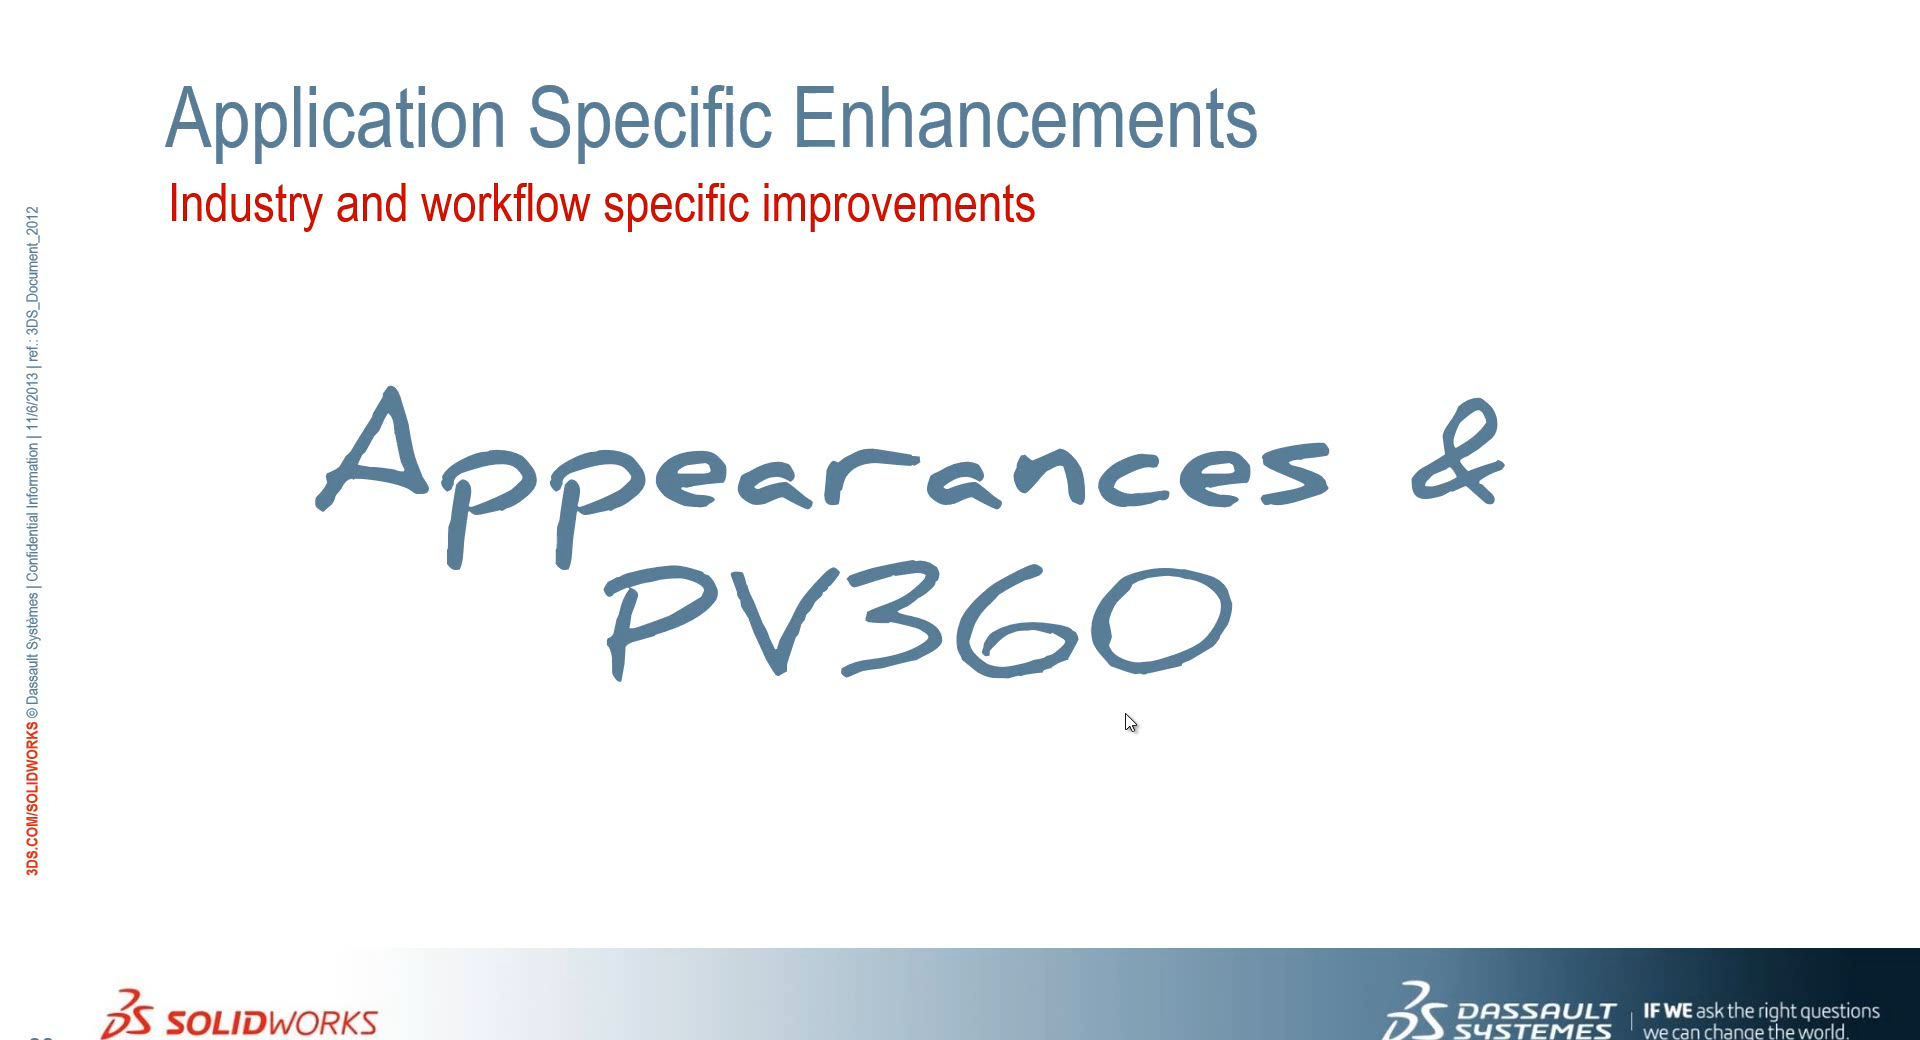 Application Specific Enhancements
Industry and workflow specific improvements
Appearances &
PV360
3DS.COM/SOLIDWORKS © Dassault Systèmes | Confidential Information | 11/6/2013 | ref.: 3DS_Document_2012
SOLIDWORKS
DASSAULT
SYSTEMES
IF WE ask the right questions
we can change the world.